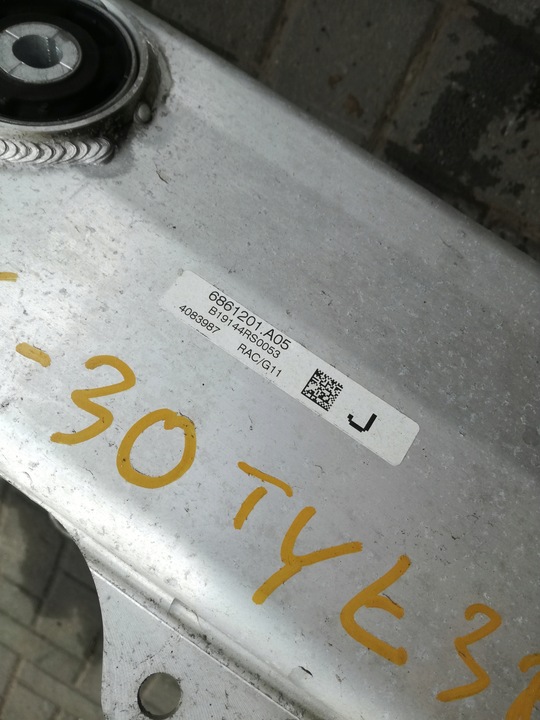 6861201.A05
B19144RS0053
4083987 RAC/G11
J
-30 TYŁ